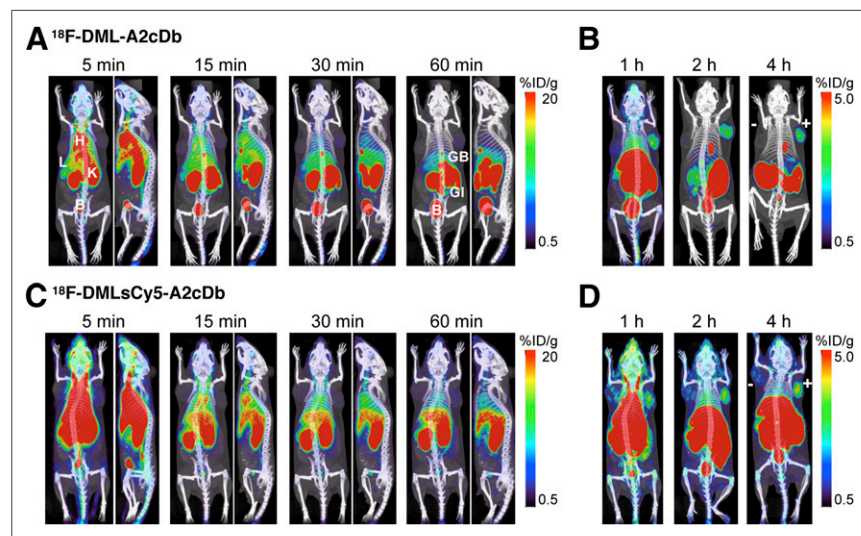 A ¹⁸F-DML-A2cDb
5 min 15 min 30 min 60 min %ID/g
20
H
L K
B
GB
GI
B
0.5
B
1 h 2 h 4 h %ID/g
5.0
- +
0.5
C ¹⁸F-DMLsCy5-A2cDb
5 min 15 min 30 min 60 min %ID/g
20
0.5
D
1 h 2 h 4 h %ID/g
5.0
- +
0.5